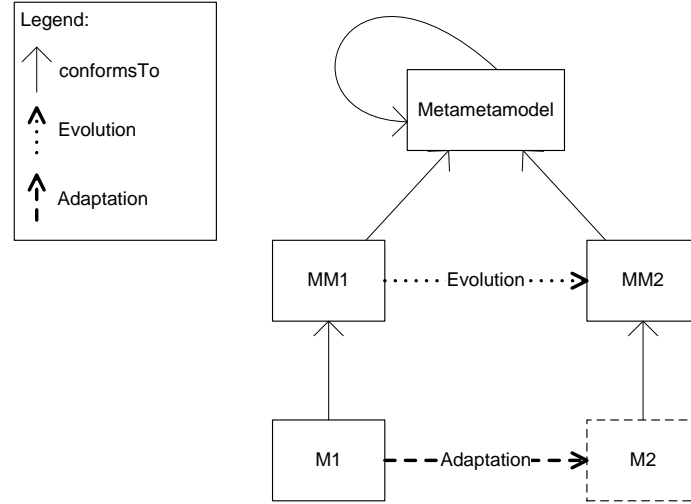 Legend:
conformsTo
Evolution
Adaptation
Metametamodel
MM1
Evolution
MM2
M1
Adaptation
M2